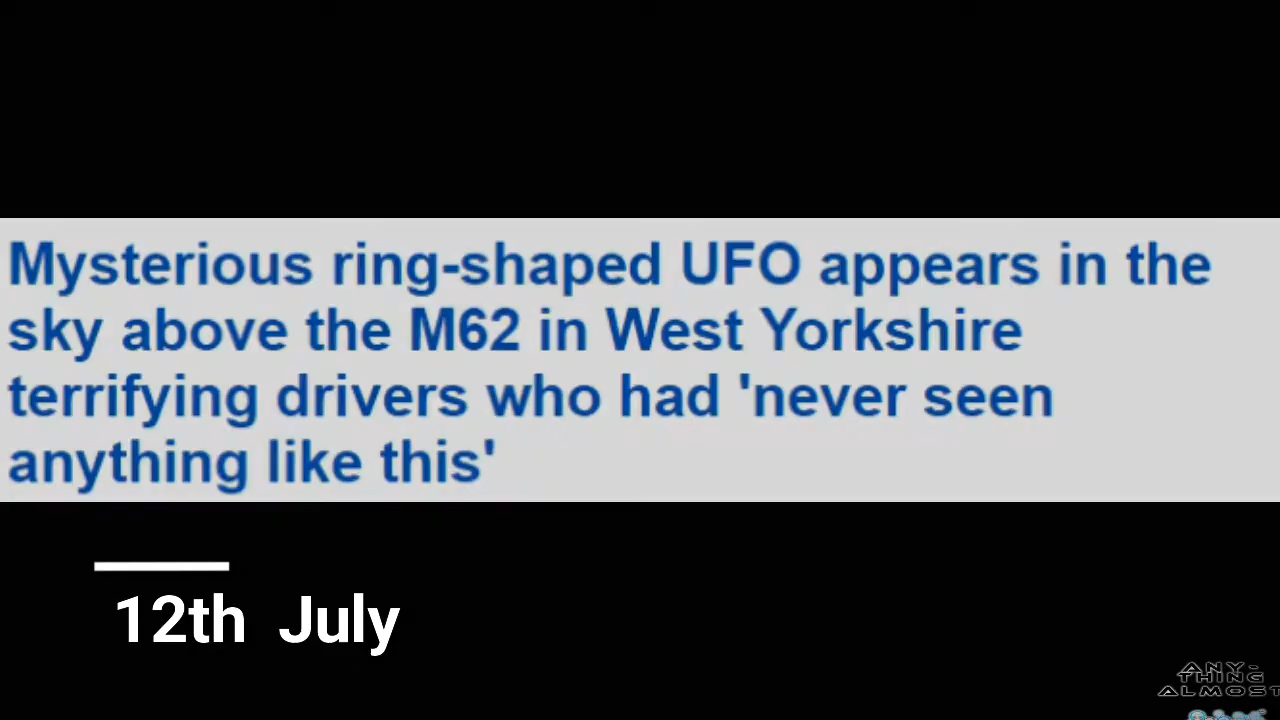 Mysterious ring-shaped UFO appears in the
sky above the M62 in West Yorkshire
terrifying drivers who had 'never seen
anything like this'
12th July
ANY-
THING
ALMOST